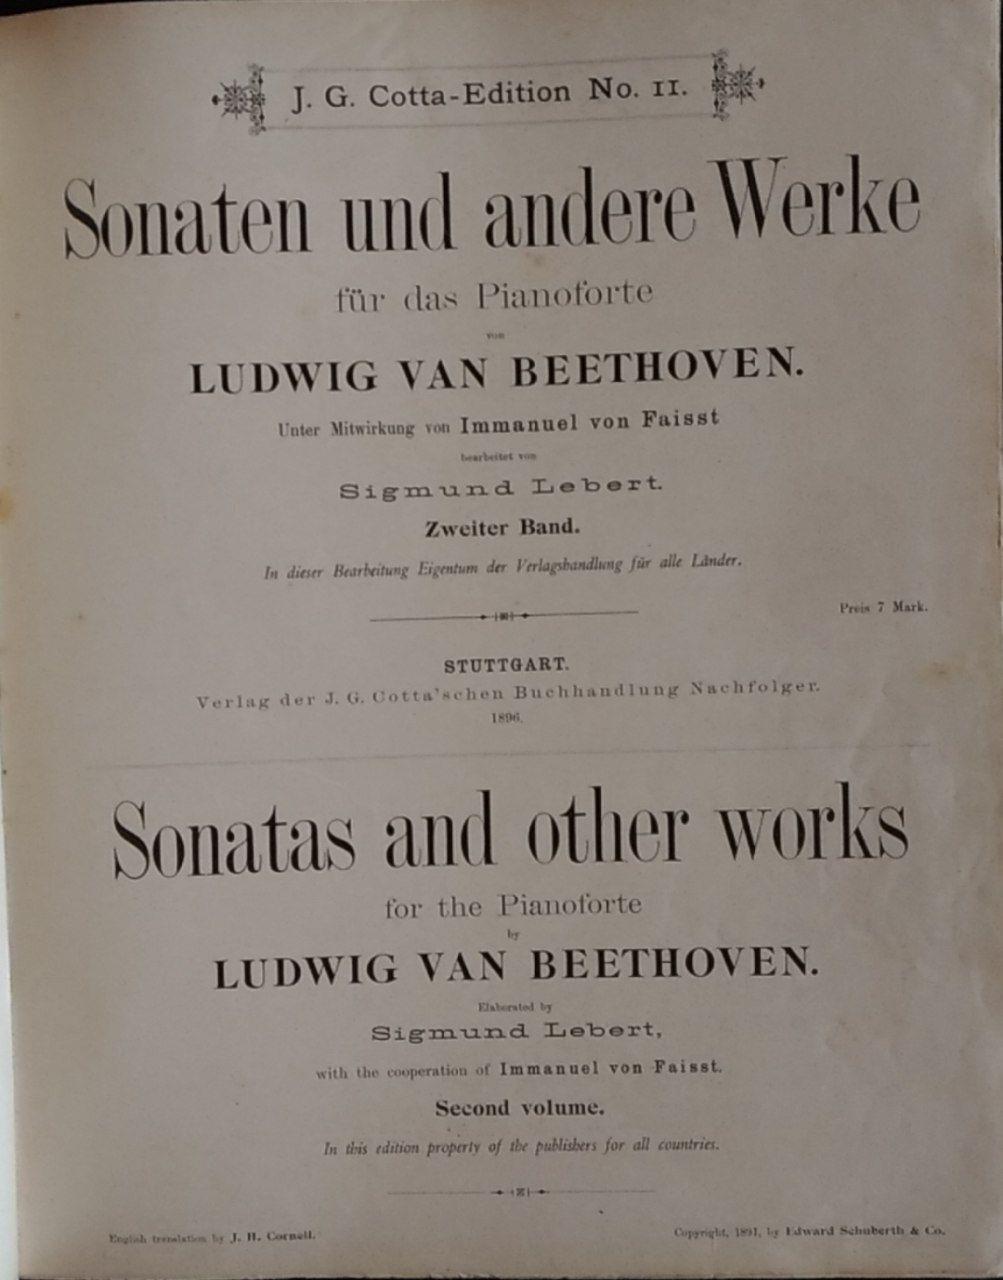 J. G. Cotta-Edition No. 11.
Sonaten und andere Werke
für das Pianoforte
von
LUDWIG VAN BEETHOVEN.
Unter Mitwirkung von Immanuel von Faisst
bearbeitet von
Sigmund Lebert.
Zweiter Band.
In dieser Bearbeitung Eigentum der Verlagshandlung für alle Länder.
Preis 7 Mark.
STUTTGART.
Verlag der J. G. Cotta'schen Buchhandlung Nachfolger.
1896.
Sonatas and other works
for the Pianoforte
by
LUDWIG VAN BEETHOVEN.
Elaborated by
Sigmund Lebert,
with the cooperation of Immanuel von Faisst.
Second volume.
In this edition property of the publishers for all countries.
English translation by J. H. Cornell.
Copyright, 1891, by Edward Schuberth & Co.